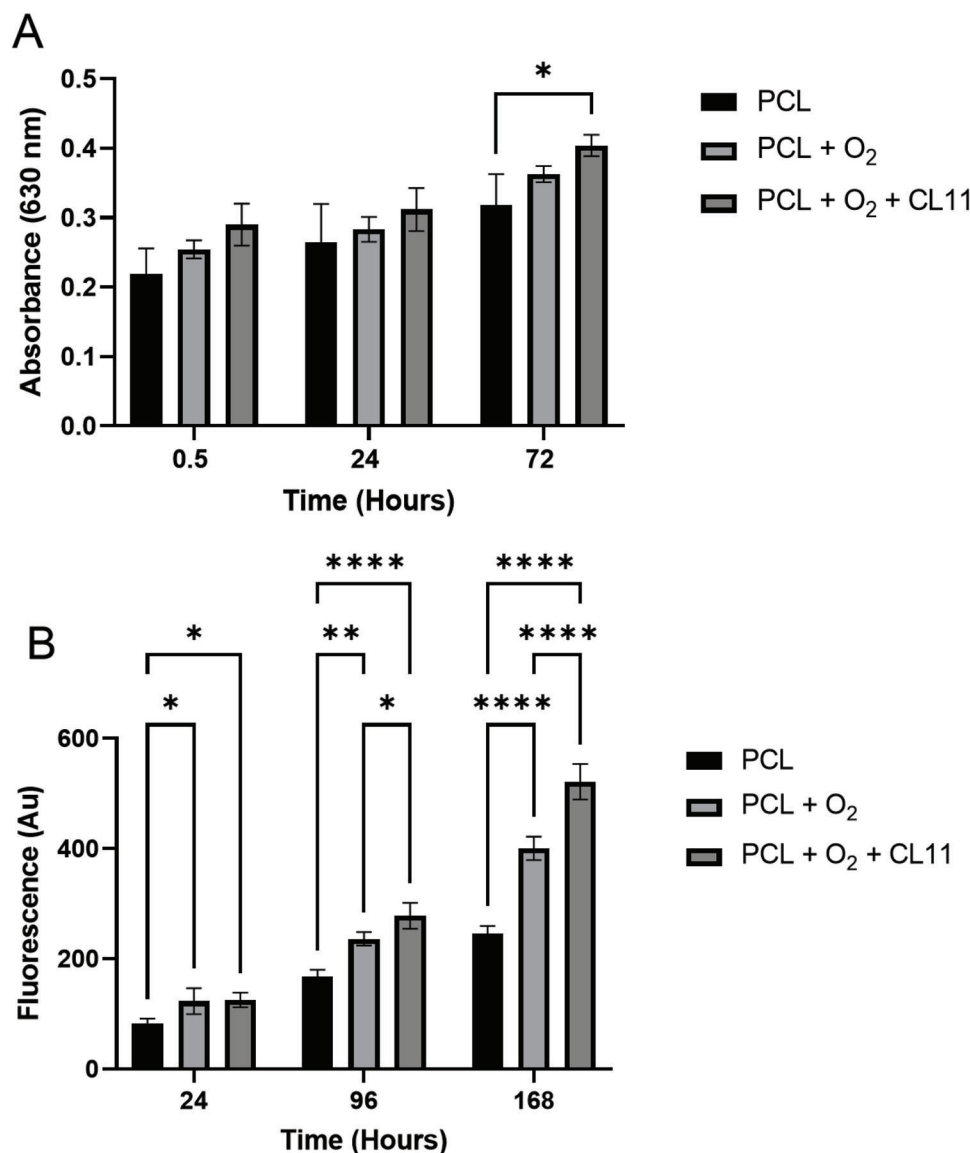 A
0.5
0.4
0.3
0.2
0.1
0.0
Absorbance (630 nm)
*
0.5 24 72
Time (Hours)
PCL
PCL + O₂
PCL + O₂ + CL11
B
600
400
200
0
Fluorescence (Au)
**** ****
* ** ****
* * ****
24 96 168
Time (Hours)
PCL
PCL + O₂
PCL + O₂ + CL11